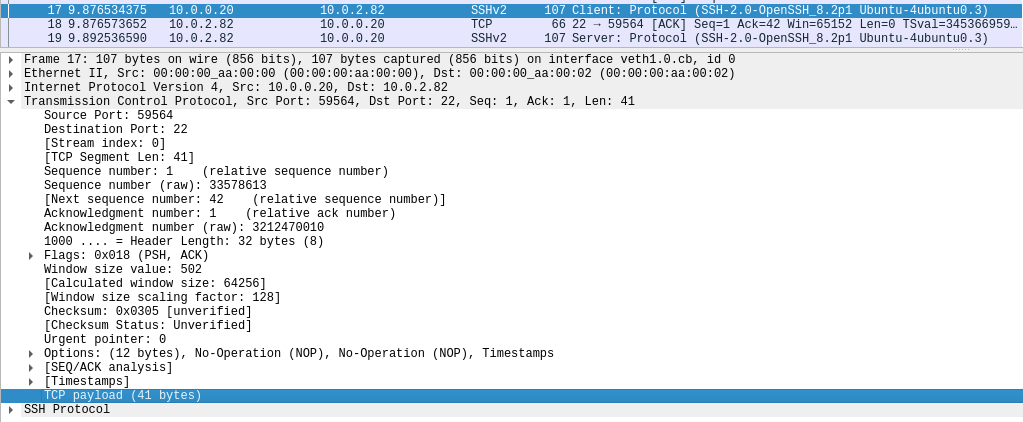 17 9.876534375 10.0.0.20 10.0.2.82 SSHv2 107 Client: Protocol (SSH-2.0-OpenSSH_8.2p1 Ubuntu-4ubuntu0.3)
18 9.876573652 10.0.2.82 10.0.0.20 TCP 66 22 → 59564 [ACK] Seq=1 Ack=42 Win=65152 Len=0 TSval=345366959…
19 9.892536590 10.0.2.82 10.0.0.20 SSHv2 107 Server: Protocol (SSH-2.0-OpenSSH_8.2p1 Ubuntu-4ubuntu0.3)
Frame 17: 107 bytes on wire (856 bits), 107 bytes captured (856 bits) on interface veth1.0.cb, id 0
Ethernet II, Src: 00:00:00_aa:00:00 (00:00:00:aa:00:00), Dst: 00:00:00_aa:00:02 (00:00:00:aa:00:02)
Internet Protocol Version 4, Src: 10.0.0.20, Dst: 10.0.2.82
Transmission Control Protocol, Src Port: 59564, Dst Port: 22, Seq: 1, Ack: 1, Len: 41
Source Port: 59564
Destination Port: 22
[Stream index: 0]
[TCP Segment Len: 41]
Sequence number: 1 (relative sequence number)
Sequence number (raw): 33578613
[Next sequence number: 42 (relative sequence number)]
Acknowledgment number: 1 (relative ack number)
Acknowledgment number (raw): 3212470010
1000 .... = Header Length: 32 bytes (8)
Flags: 0x018 (PSH, ACK)
Window size value: 502
[Calculated window size: 64256]
[Window size scaling factor: 128]
Checksum: 0x0305 [unverified]
[Checksum Status: Unverified]
Urgent pointer: 0
Options: (12 bytes), No-Operation (NOP), No-Operation (NOP), Timestamps
[SEQ/ACK analysis]
[Timestamps]
TCP payload (41 bytes)
SSH Protocol